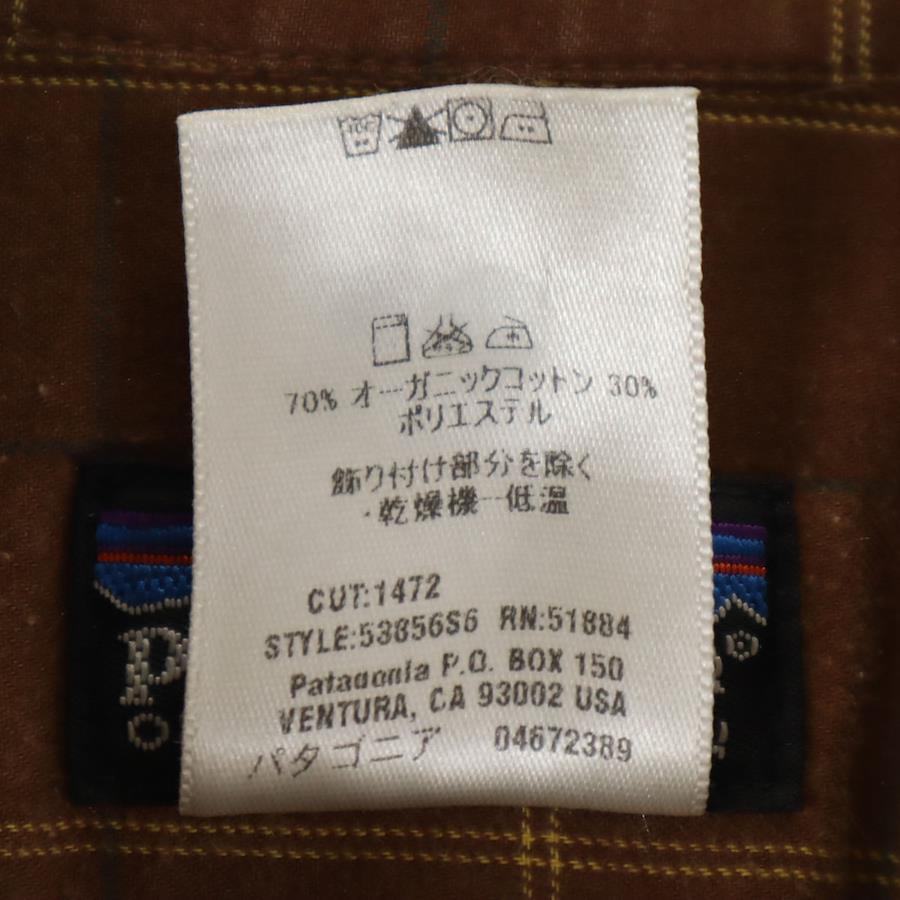 70% オーガニックコットン 30%
ポリエステル
飾り付け部分を除く
・乾燥機ー低温
CUT:1472
STYLE:53856S6 RN:51884
Patagonia P.O. BOX 150
VENTURA, CA 93002 USA
パタゴニア 04672389